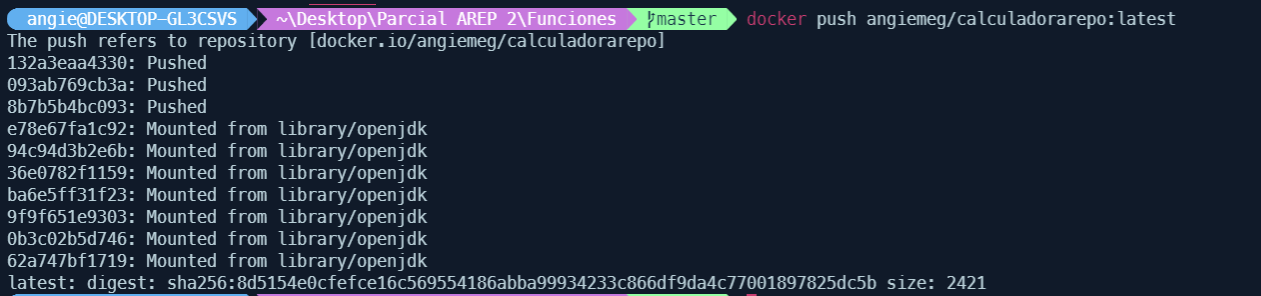 angie@DESKTOP-GL3CSVS ~\Desktop\Parcial AREP 2\Funciones master docker push angiemeg/calculadorarepo:latest
The push refers to repository [docker.io/angiemeg/calculadorarepo]
132a3eaa4330: Pushed
093ab769cb3a: Pushed
8b7b5b4bc093: Pushed
e78e67fa1c92: Mounted from library/openjdk
94c94d3b2e6b: Mounted from library/openjdk
36e0782f1159: Mounted from library/openjdk
ba6e5ff31f23: Mounted from library/openjdk
9f9f651e9303: Mounted from library/openjdk
0b3c02b5d746: Mounted from library/openjdk
62a747bf1719: Mounted from library/openjdk
latest: digest: sha256:8d5154e0cfefce16c569554186abba99934233c866df9da4c77001897825dc5b size: 2421